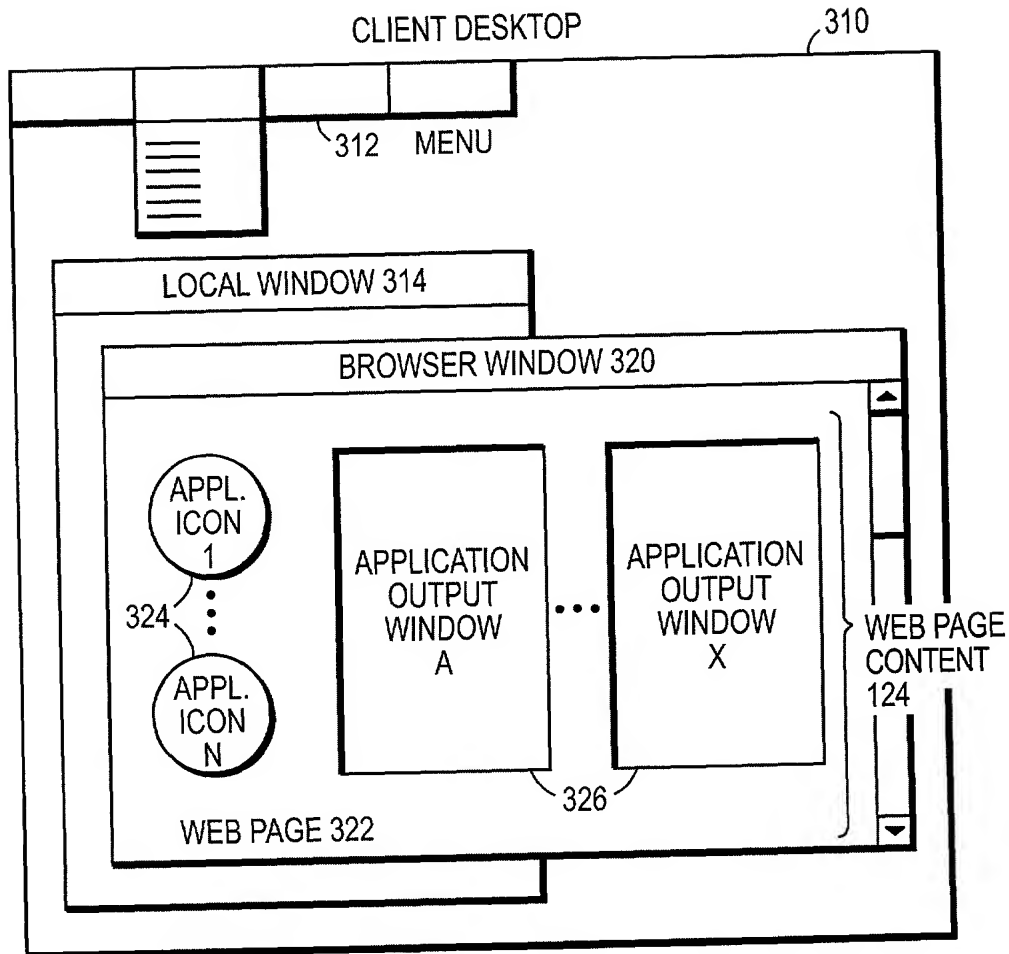 CLIENT DESKTOP
310
312
MENU
LOCAL WINDOW 314
BROWSER WINDOW 320
APPL.
ICON
1
324
APPL.
ICON
N
APPLICATION
OUTPUT
WINDOW
A
APPLICATION
OUTPUT
WINDOW
X
326
WEB PAGE
CONTENT
124
WEB PAGE 322